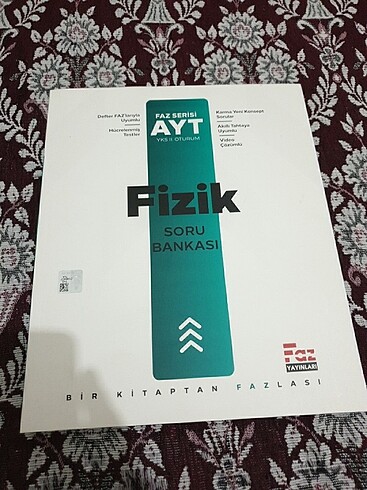 Defter FAZ'larıyla
Uyumlu
Hücrelenmiş
Testler
FAZ SERİSİ
AYT
YKS II. OTURUM
Karma Yeni Konsept
Sorular
Akıllı Tahtaya
Uyumlu
Video
Çözümlü
Fizik
SORU
BANKASI
Faz
YAYINLARI
BİR KİTAPTAN FAZLASI